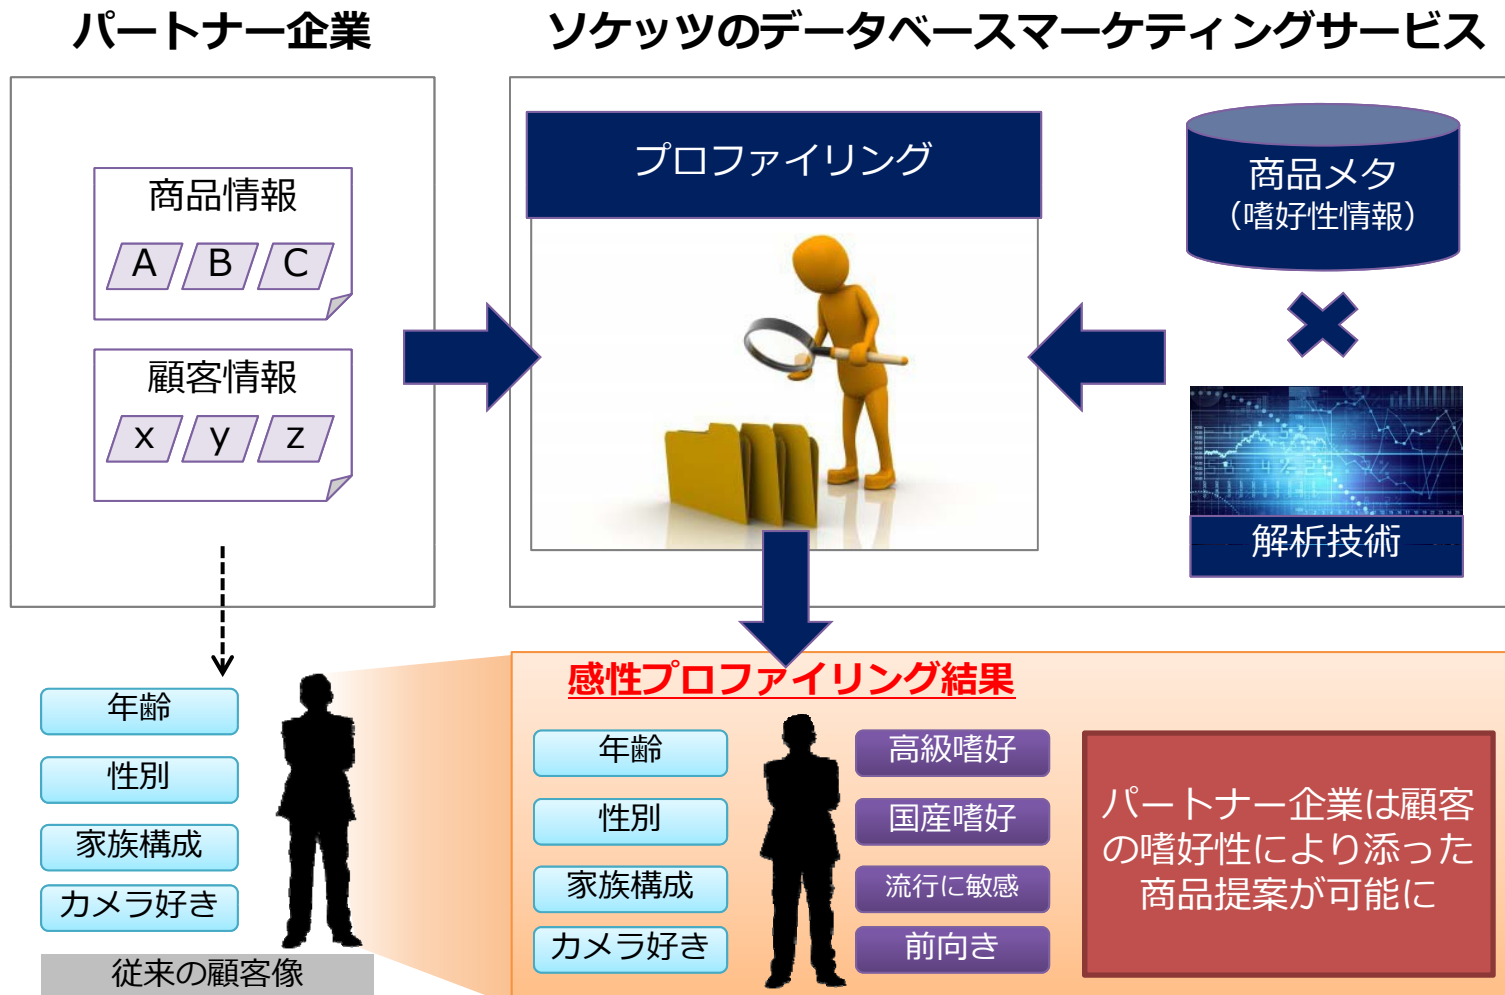 パートナー企業
ソケッツのデータベースマーケティングサービス
商品情報
A B C
顧客情報
x y z
プロファイリング
商品メタ
（嗜好性情報）
解析技術
年齢
性別
家族構成
カメラ好き
従来の顧客像
感性プロファイリング結果
年齢
性別
家族構成
カメラ好き
高級嗜好
国産嗜好
流行に敏感
前向き
パートナー企業は顧客
の嗜好性により添った
商品提案が可能に